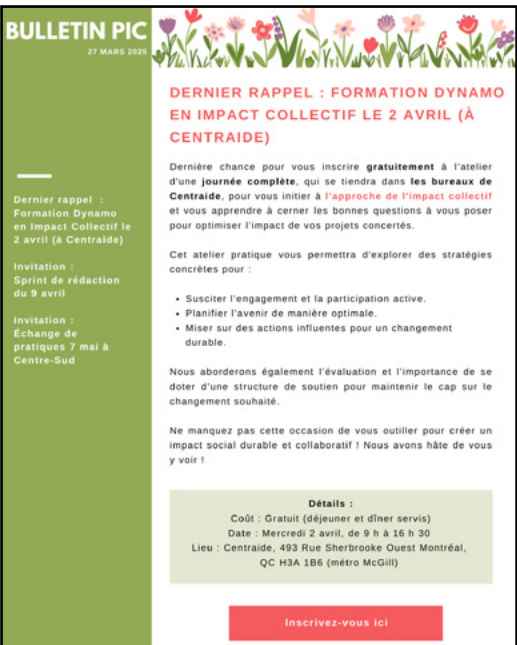 BULLETIN PIC
27 MARS 2025
Dernier rappel :
Formation Dynamo
en Impact Collectif le
2 avril (à Centraide)
Invitation :
Sprint de rédaction
du 9 avril
Invitation :
Échange de
pratiques 7 mai à
Centre-Sud
DERNIER RAPPEL : FORMATION DYNAMO
EN IMPACT COLLECTIF LE 2 AVRIL (À
CENTRAIDE)
Dernière chance pour vous inscrire gratuitement à l'atelier
d'une journée complète, qui se tiendra dans les bureaux de
Centraide, pour vous initier à l'approche de l'impact collectif
et vous apprendre à cerner les bonnes questions à vous poser
pour optimiser l'impact de vos projets concertés.
Cet atelier pratique vous permettra d'explorer des stratégies
concrètes pour :
• Susciter l'engagement et la participation active.
• Planifier l'avenir de manière optimale.
• Miser sur des actions influentes pour un changement
durable.
Nous aborderons également l'évaluation et l'importance de se
doter d'une structure de soutien pour maintenir le cap sur le
changement souhaité.
Ne manquez pas cette occasion de vous outiller pour créer un
impact social durable et collaboratif ! Nous avons hâte de vous
y voir !
Détails :
Coût : Gratuit (déjeuner et dîner servis)
Date : Mercredi 2 avril, de 9 h à 16 h 30
Lieu : Centraide, 493 Rue Sherbrooke Ouest Montréal,
QC H3A 1B6 (métro McGill)
Inscrivez-vous ici